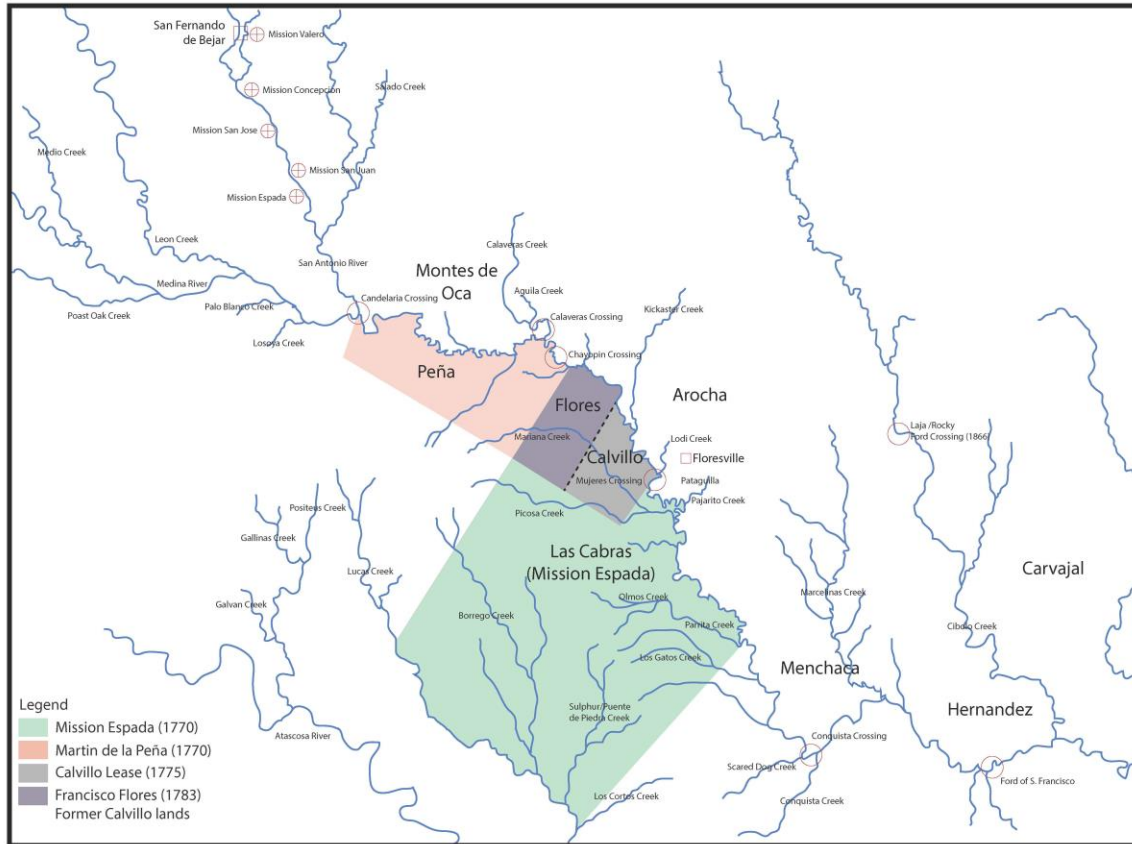 San Fernando
de Bejar
Mission Valero
Mission Concepcion
Salado Creek
Mission San Jose
Medio Creek
Mission San Juan
Mission Espada
Leon Creek
Calaveras Creek
San Antonio River
Montes de
Oca
Medina River
Aguila Creek
Candelaria Crossing
Palo Blanco Creek
Kickaster Creek
Poast Oak Creek
Calaveras Crossing
Losoya Creek
Chayopin Crossing
Peña
Arocha
Flores
Laja /Rocky
Ford Crossing (1866)
Mariana Creek
Lodi Creek
Calvillo
Floresville
Mujeres Crossing
Pataguilla
Pajarito Creek
Positeus Creek
Picosa Creek
Gallinas Creek
Las Cabras
(Mission Espada)
Lucas Creek
Carvajal
Marcelinas Creek
Olmos Creek
Galvan Creek
Borrego Creek
Parrita Creek
Cibolo Creek
Los Gatos Creek
Menchaca
Sulphur/Puente
de Piedra Creek
Hernandez
Atascosa River
Conquista Crossing
Scared Dog Creek
Ford of S. Francisco
Los Cortos Creek
Conquista Creek
Legend
Mission Espada (1770)
Martin de la Peña (1770)
Calvillo Lease (1775)
Francisco Flores (1783)
Former Calvillo lands